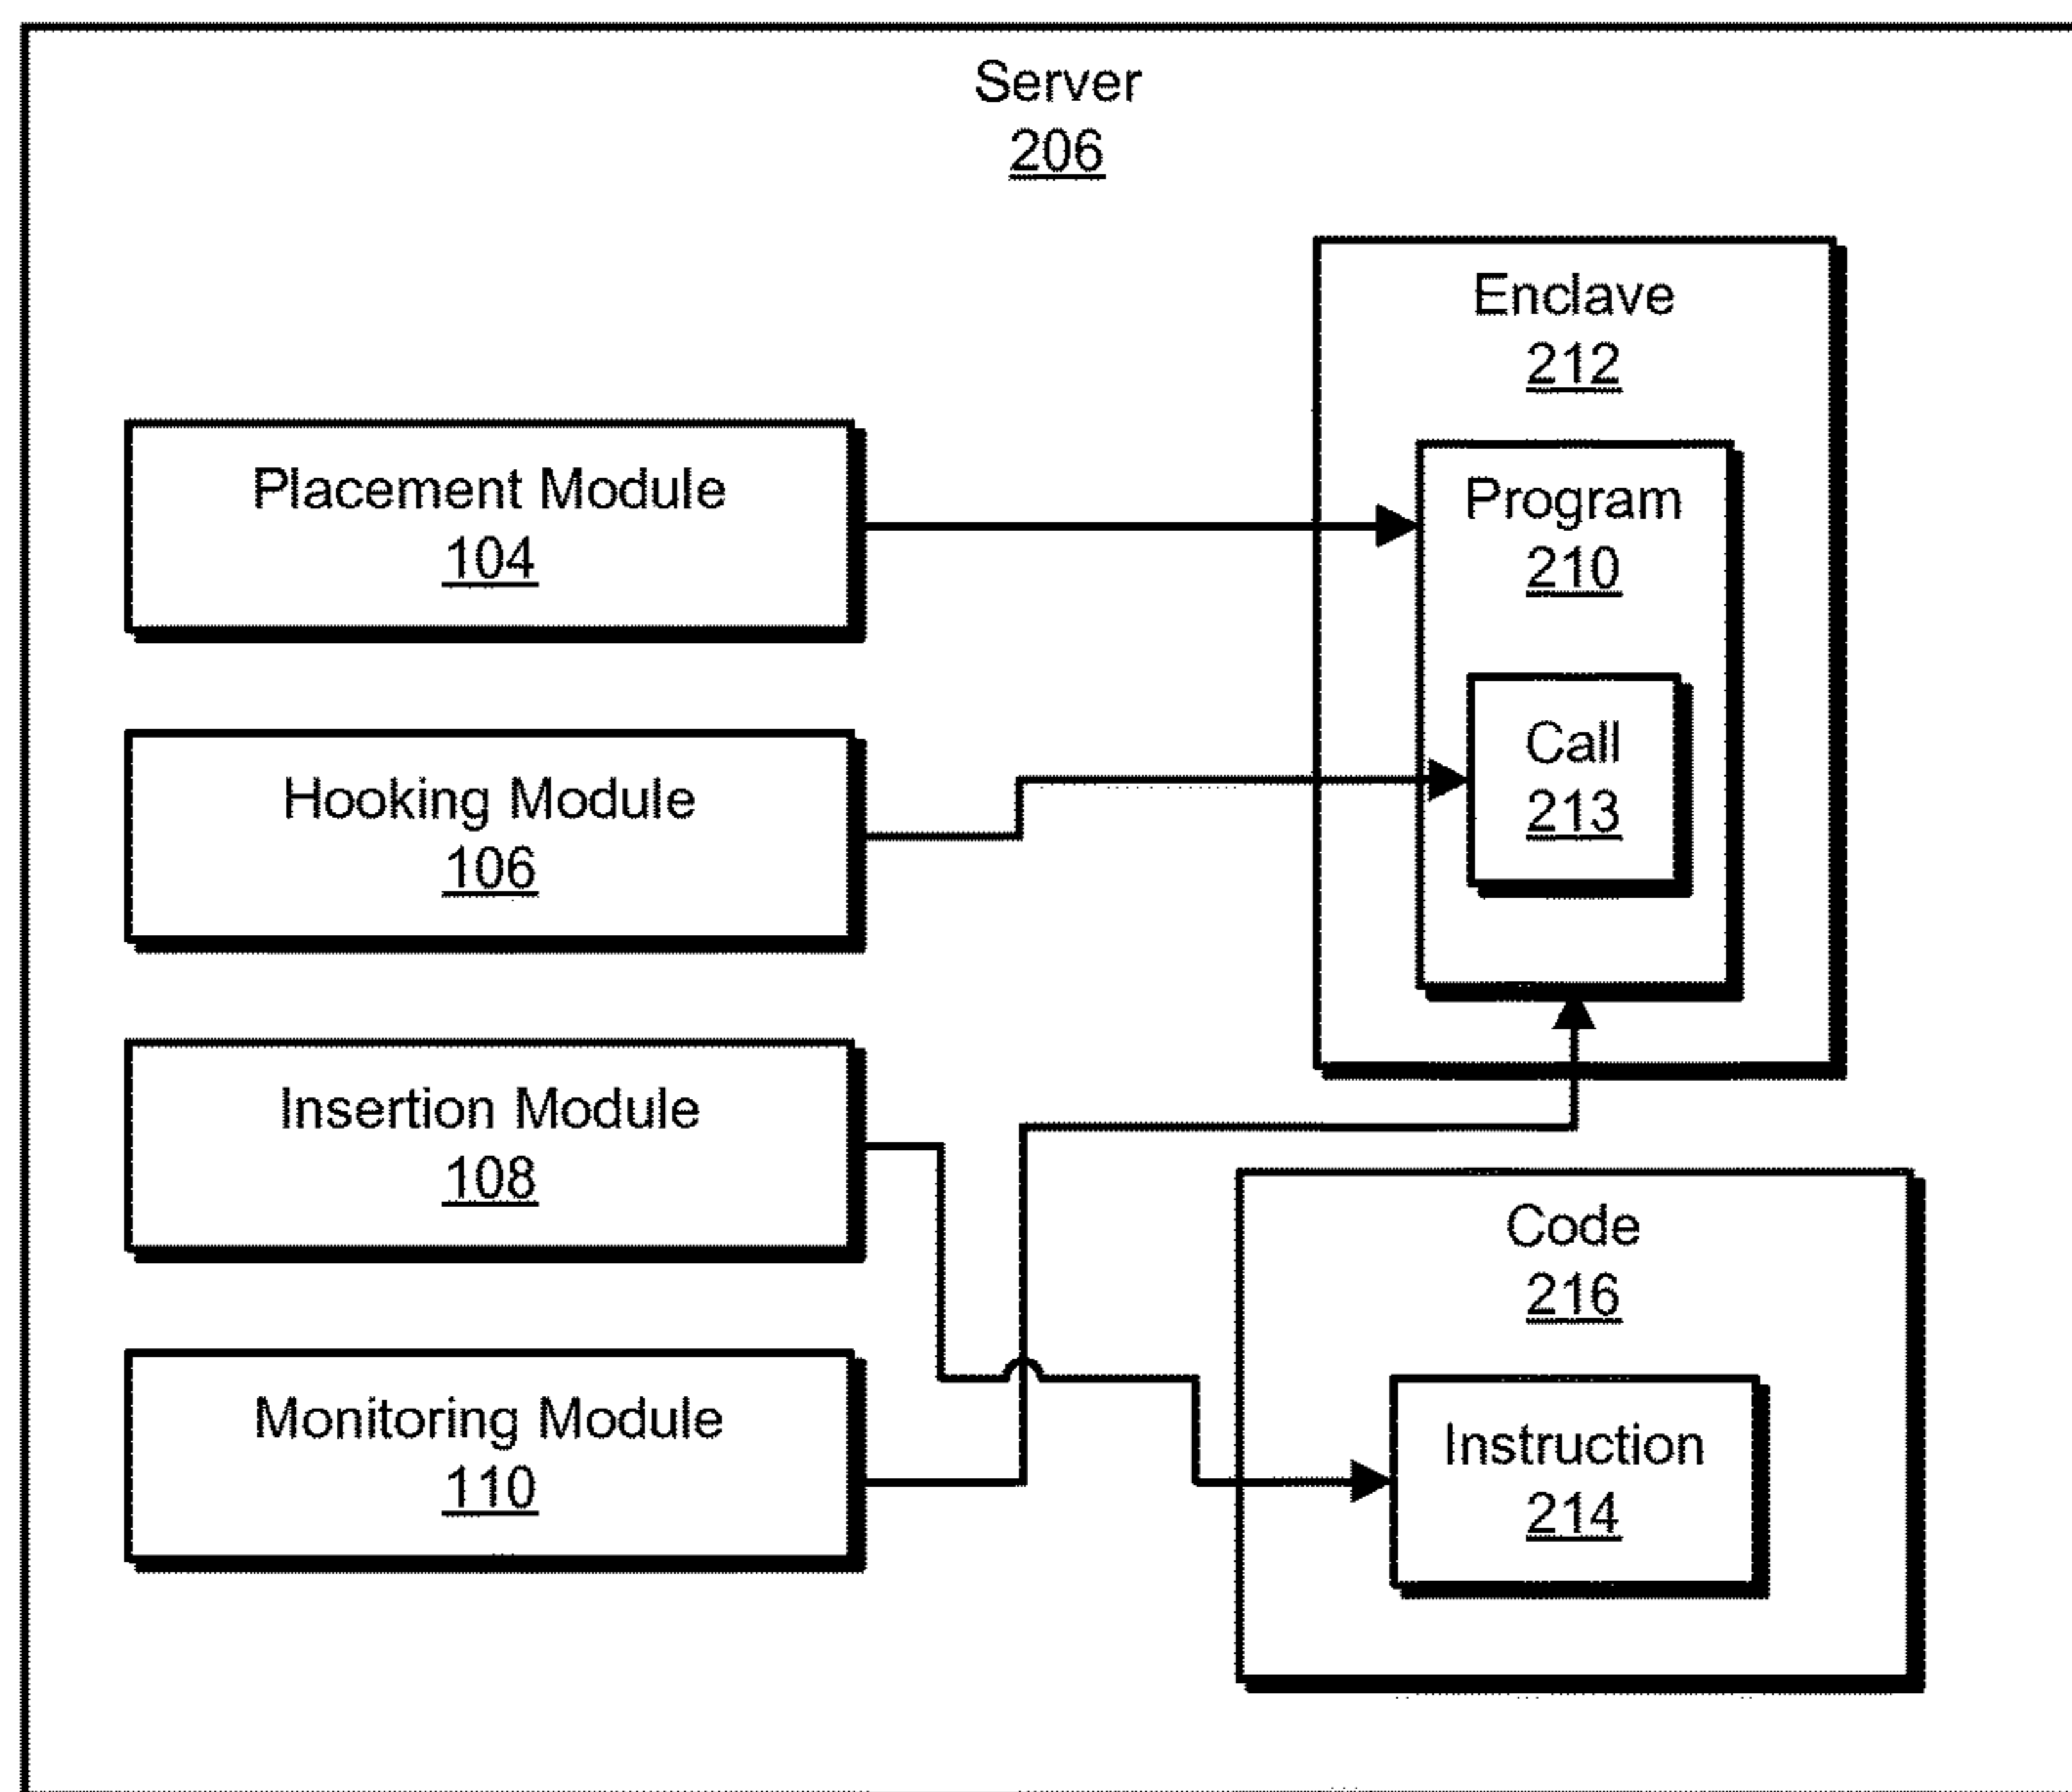 Server
206
Enclave
212
Placement Module
104
Program
210
Hooking Module
106
Call
213
Insertion Module
108
Code
216
Monitoring Module
110
Instruction
214